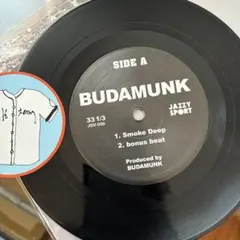 SIDE A
BUDAMUNK
33 1/3
JAZZY
SPORT
1. Smoke Deep
2. bonus beat
Produced by
BUDAMUNK